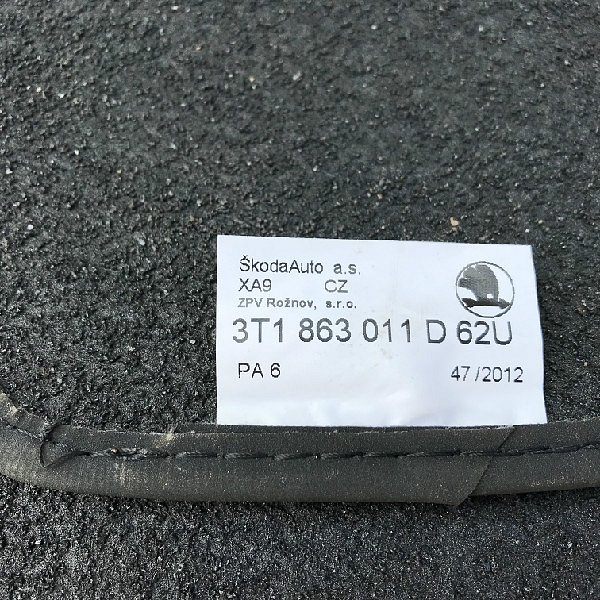 ŠkodaAuto a.s.
XA9 CZ
ZPV Rožnov, s.r.o.
3T1 863 011 D 62U
PA 6 47/2012